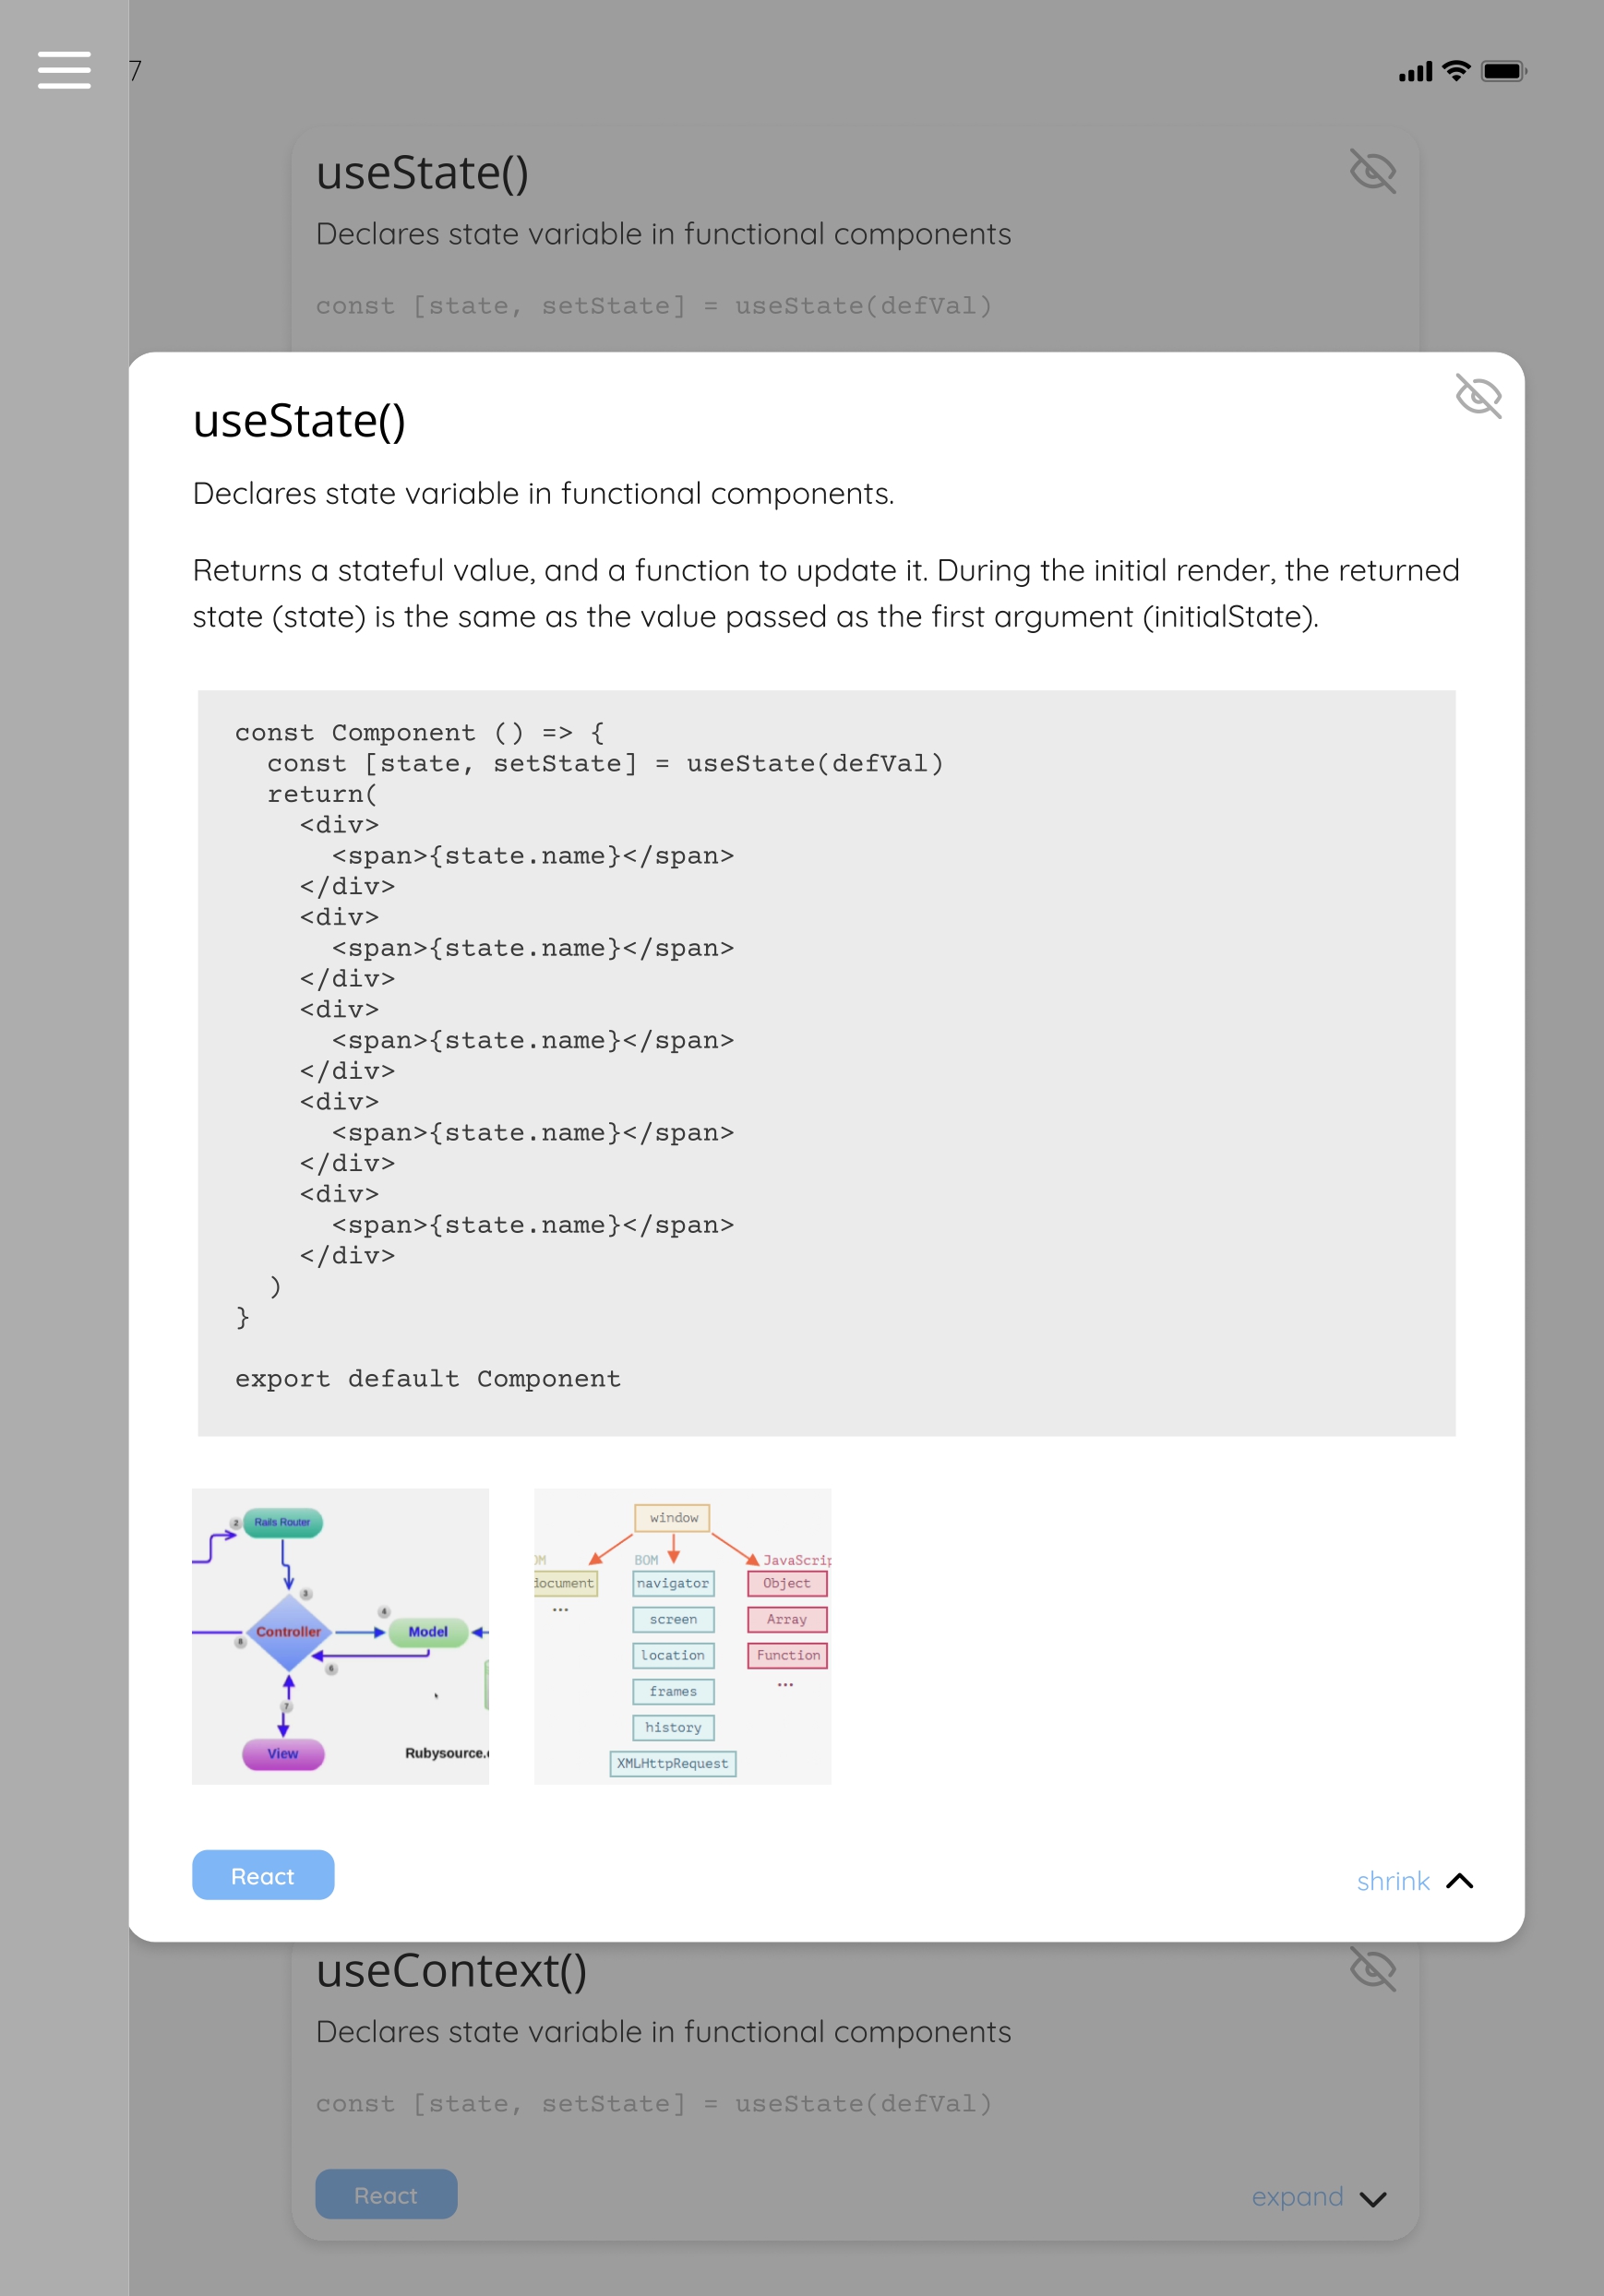 7
useState()
Declares state variable in functional components
const [state, setState] = useState(defVal)
useState()
Declares state variable in functional components.
Returns a stateful value, and a function to update it. During the initial render, the returned
state (state) is the same as the value passed as the first argument (initialState).
const Component () => {
const [state, setState] = useState(defVal)
return(
<div>
<span>{state.name}</span>
</div>
<div>
<span>{state.name}</span>
</div>
<div>
<span>{state.name}</span>
</div>
<div>
<span>{state.name}</span>
</div>
<div>
<span>{state.name}</span>
</div>
)
}
export default Component
2
Rails Router
3
4
Controller
Model
8
6
7
View
Rubysource.
window
OM
BOM
JavaScrip
document
navigator
Object
...
screen
Array
location
Function
frames
...
history
XMLHttpRequest
React
shrink
useContext()
Declares state variable in functional components
const [state, setState] = useState(defVal)
React
expand